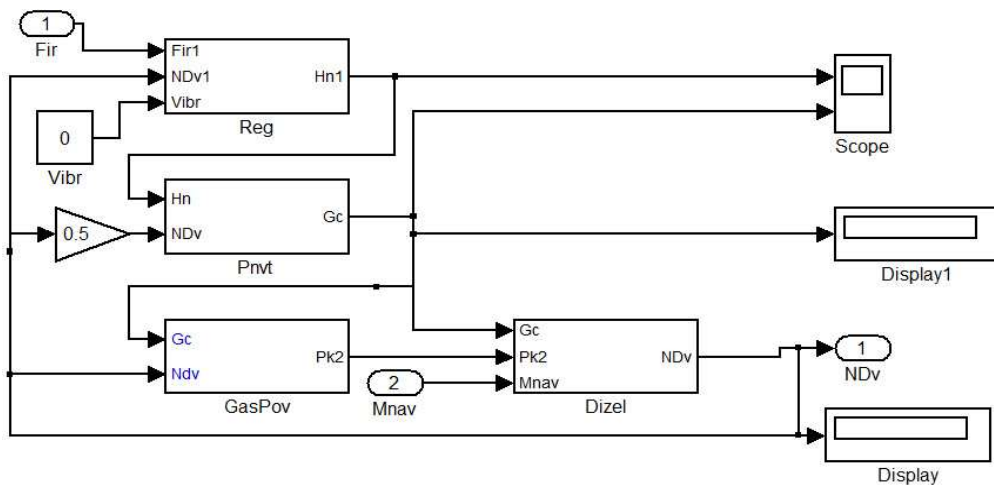 1
Fir
Fir1
NDv1
Vibr
Hn1
Reg
0
Vibr
Scope
Hn
NDv
Gc
Pnvt
0.5
Display1
Gc
Ndv
Pk2
GasPov
2
Mnav
Gc
Pk2
Mnav
NDv
Dizel
1
NDv
Display